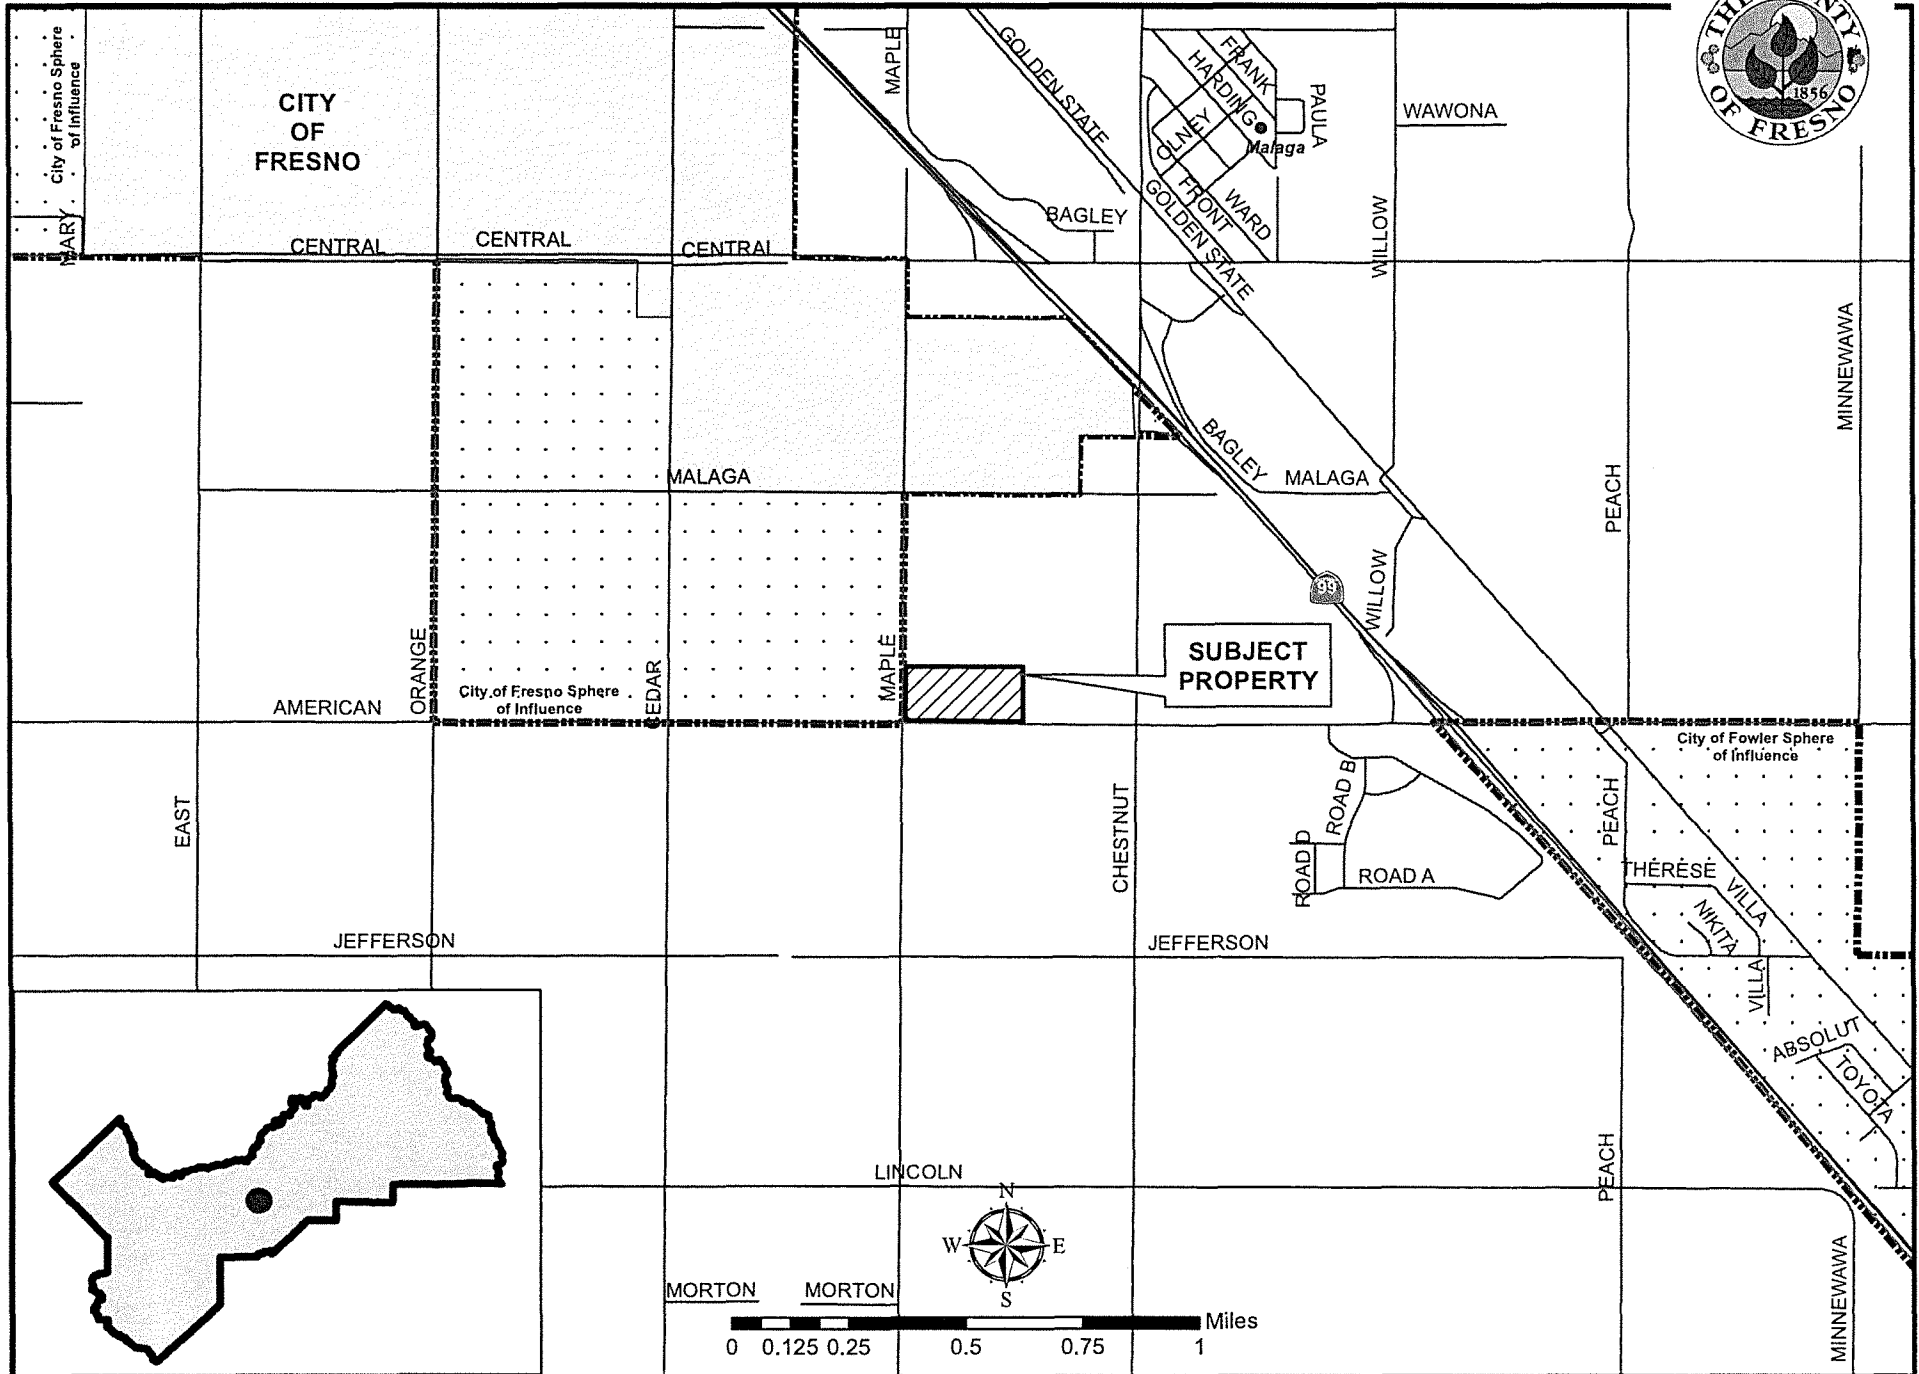 THE COUNTY
OF FRESNO
1856
City of Fresno Sphere
of Influence
CITY
OF
FRESNO
MAPLE
GOLDEN STATE
FRANK
HARDING
PAULA
WAWONA
OLNEY
Malaga
FRONT
WARD
GOLDEN STATE
BAGLEY
WILLOW
MARY
CENTRAL
CENTRAL
CENTRAL
MINNEWAWA
MALAGA
BAGLEY
MALAGA
PEACH
99
WILLOW
ORANGE
CEDAR
MAPLE
SUBJECT
PROPERTY
City of Fresno Sphere
of Influence
AMERICAN
City of Fowler Sphere
of Influence
EAST
CHESTNUT
ROAD B
ROAD D
ROAD A
PEACH
THERESE
VILLA
NIKITA
VILLA
JEFFERSON
JEFFERSON
ABSOLUT
TOYOTA
LINCOLN
PEACH
N
W
E
S
MORTON
MORTON
MINNEWAWA
Miles
0 0.125 0.25 0.5 0.75 1